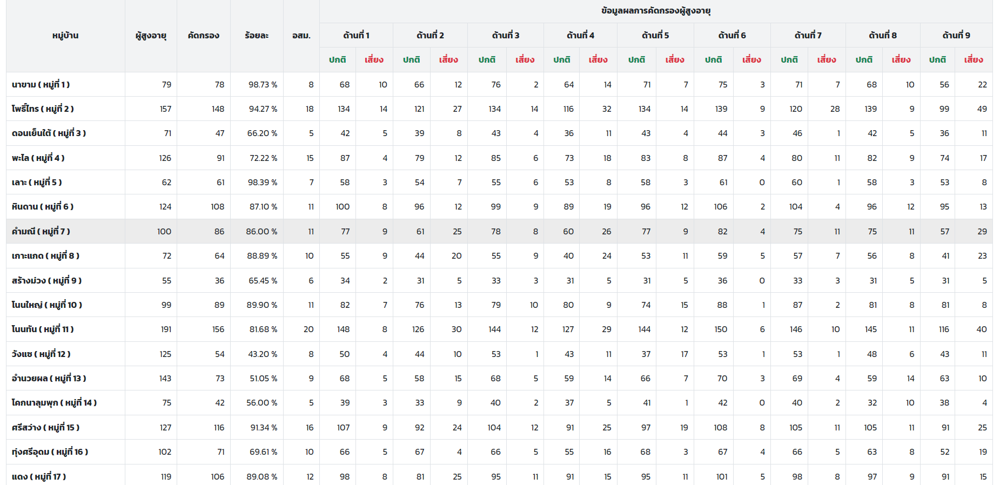 ข้อมูลผลการคัดกรองผู้สูงอายุ
หมู่บ้าน ผู้สูงอายุ คัดกรอง ร้อยละ อสม. ด้านที่ 1 ด้านที่ 2 ด้านที่ 3 ด้านที่ 4 ด้านที่ 5 ด้านที่ 6 ด้านที่ 7 ด้านที่ 8 ด้านที่ 9
ปกติ เสี่ยง ปกติ เสี่ยง ปกติ เสี่ยง ปกติ เสี่ยง ปกติ เสี่ยง ปกติ เสี่ยง ปกติ เสี่ยง ปกติ เสี่ยง ปกติ เสี่ยง
นาขาม ( หมู่ที่ 1 ) 79 78 98.73 % 8 68 10 66 12 76 2 64 14 71 7 75 3 71 7 68 10 56 22
โพธิ์ไทร ( หมู่ที่ 2 ) 157 148 94.27 % 18 134 14 121 27 134 14 116 32 134 14 139 9 120 28 139 9 99 49
ดอนเย็นใต้ ( หมู่ที่ 3 ) 71 47 66.20 % 5 42 5 39 8 43 4 36 11 43 4 44 3 46 1 42 5 36 11
พะไล ( หมู่ที่ 4 ) 126 91 72.22 % 15 87 4 79 12 85 6 73 18 83 8 87 4 80 11 82 9 74 17
เลาะ ( หมู่ที่ 5 ) 62 61 98.39 % 7 58 3 54 7 55 6 53 8 58 3 61 0 60 1 58 3 53 8
หินดาน ( หมู่ที่ 6 ) 124 108 87.10 % 11 100 8 96 12 99 9 89 19 96 12 106 2 104 4 96 12 95 13
คำมณี ( หมู่ที่ 7 ) 100 86 86.00 % 11 77 9 61 25 78 8 60 26 77 9 82 4 75 11 75 11 57 29
เกาะแกด ( หมู่ที่ 8 ) 72 64 88.89 % 10 55 9 44 20 55 9 40 24 53 11 59 5 57 7 56 8 41 23
สร้างม่วง ( หมู่ที่ 9 ) 55 36 65.45 % 6 34 2 31 5 33 3 31 5 31 5 36 0 33 3 31 5 31 5
โนนใหญ่ ( หมู่ที่ 10 ) 99 89 89.90 % 11 82 7 76 13 79 10 80 9 74 15 88 1 87 2 81 8 81 8
โนนทัน ( หมู่ที่ 11 ) 191 156 81.68 % 20 148 8 126 30 144 12 127 29 144 12 150 6 146 10 145 11 116 40
วังแซ ( หมู่ที่ 12 ) 125 54 43.20 % 8 50 4 44 10 53 1 43 11 37 17 53 1 53 1 48 6 43 11
อำนวยผล ( หมู่ที่ 13 ) 143 73 51.05 % 9 68 5 58 15 68 5 59 14 66 7 70 3 69 4 59 14 63 10
โคกนาลุมพุก ( หมู่ที่ 14 ) 75 42 56.00 % 5 39 3 33 9 40 2 37 5 41 1 42 0 40 2 32 10 38 4
ศรีสว่าง ( หมู่ที่ 15 ) 127 116 91.34 % 16 107 9 92 24 104 12 91 25 97 19 108 8 105 11 105 11 91 25
ทุ่งศรีอุดม ( หมู่ที่ 16 ) 102 71 69.61 % 10 66 5 67 4 66 5 55 16 68 3 67 4 66 5 63 8 52 19
แดง ( หมู่ที่ 17 ) 119 106 89.08 % 12 98 8 81 25 95 11 91 15 95 11 101 5 98 8 97 9 91 15